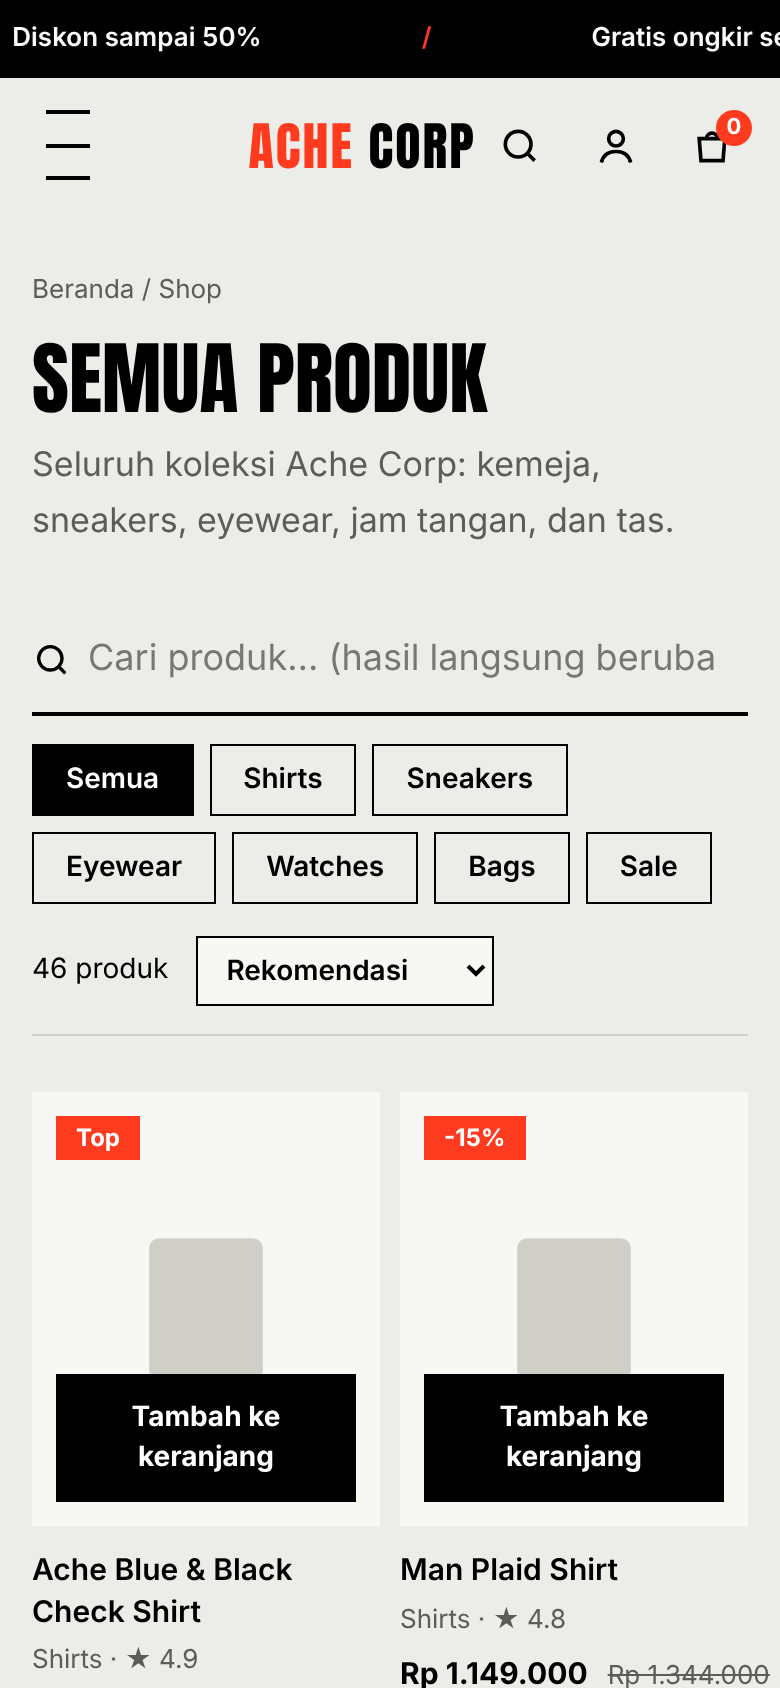 Diskon sampai 50% / Gratis ongkir se
ACHE CORP
0
Beranda / Shop
SEMUA PRODUK
Seluruh koleksi Ache Corp: kemeja,
sneakers, eyewear, jam tangan, dan tas.
Cari produk... (hasil langsung beruba
Semua Shirts Sneakers
Eyewear Watches Bags Sale
46 produk Rekomendasi
Top
Tambah ke
keranjang
Ache Blue & Black
Check Shirt
Shirts · ★ 4.9
-15%
Tambah ke
keranjang
Man Plaid Shirt
Shirts · ★ 4.8
Rp 1.149.000 Rp 1.344.000